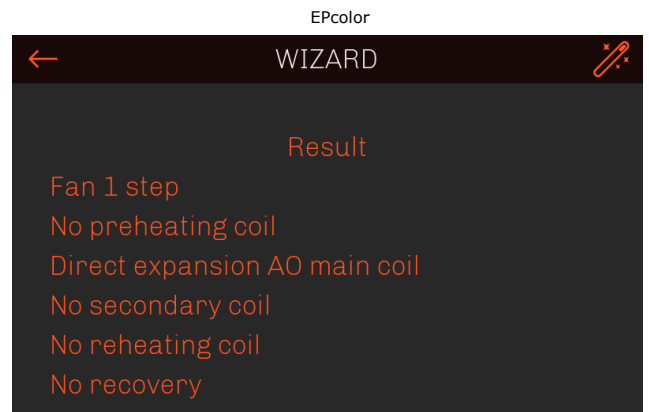 EPcolor
WIZARD
Result
Fan 1 step
No preheating coil
Direct expansion AO main coil
No secondary coil
No reheating coil
No recovery